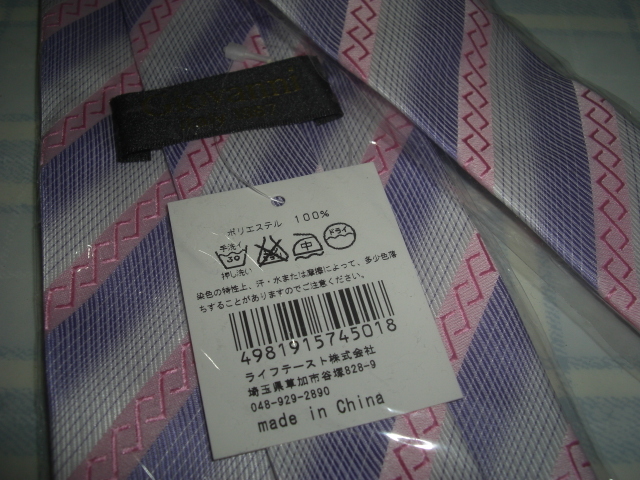 ポリエステル 100%
手洗イ
30 中 ドライ
押し洗い
染色の特性上、汗・水または摩擦によって、多少色落
ちすることがありますのでご注意ください。
4981915745018
ライフテースト株式会社
埼玉県草加市谷塚828-9
048-929-2890
made in China